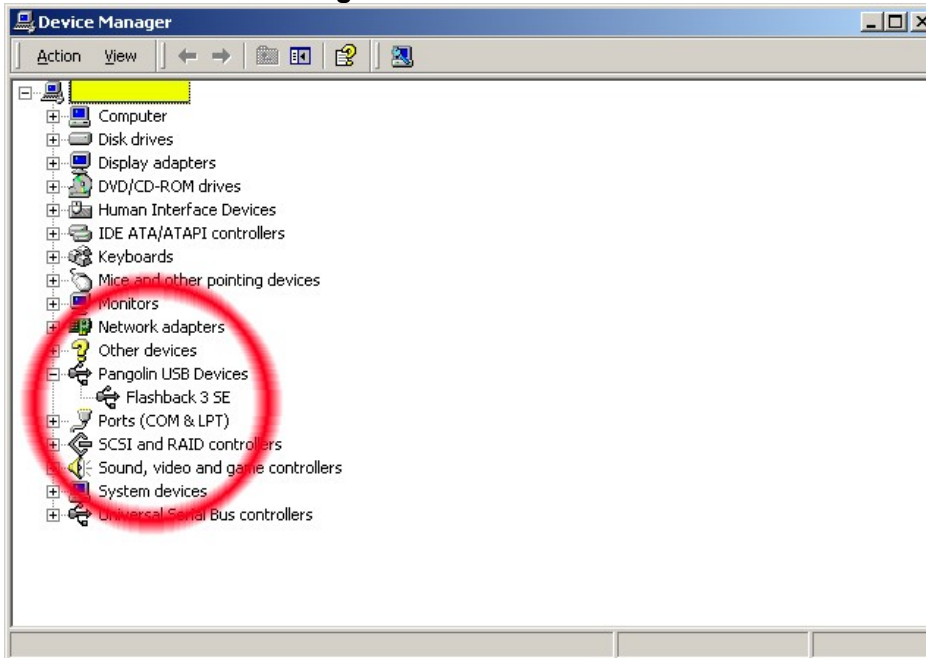 Device Manager
Action View
Computer
Disk drives
Display adapters
DVD/CD-ROM drives
Human Interface Devices
IDE ATA/ATAPI controllers
Keyboards
Mice and other pointing devices
Monitors
Network adapters
Other devices
Pangolin USB Devices
Flashback 3 SE
Ports (COM & LPT)
SCSI and RAID controllers
Sound, video and game controllers
System devices
Universal Serial Bus controllers